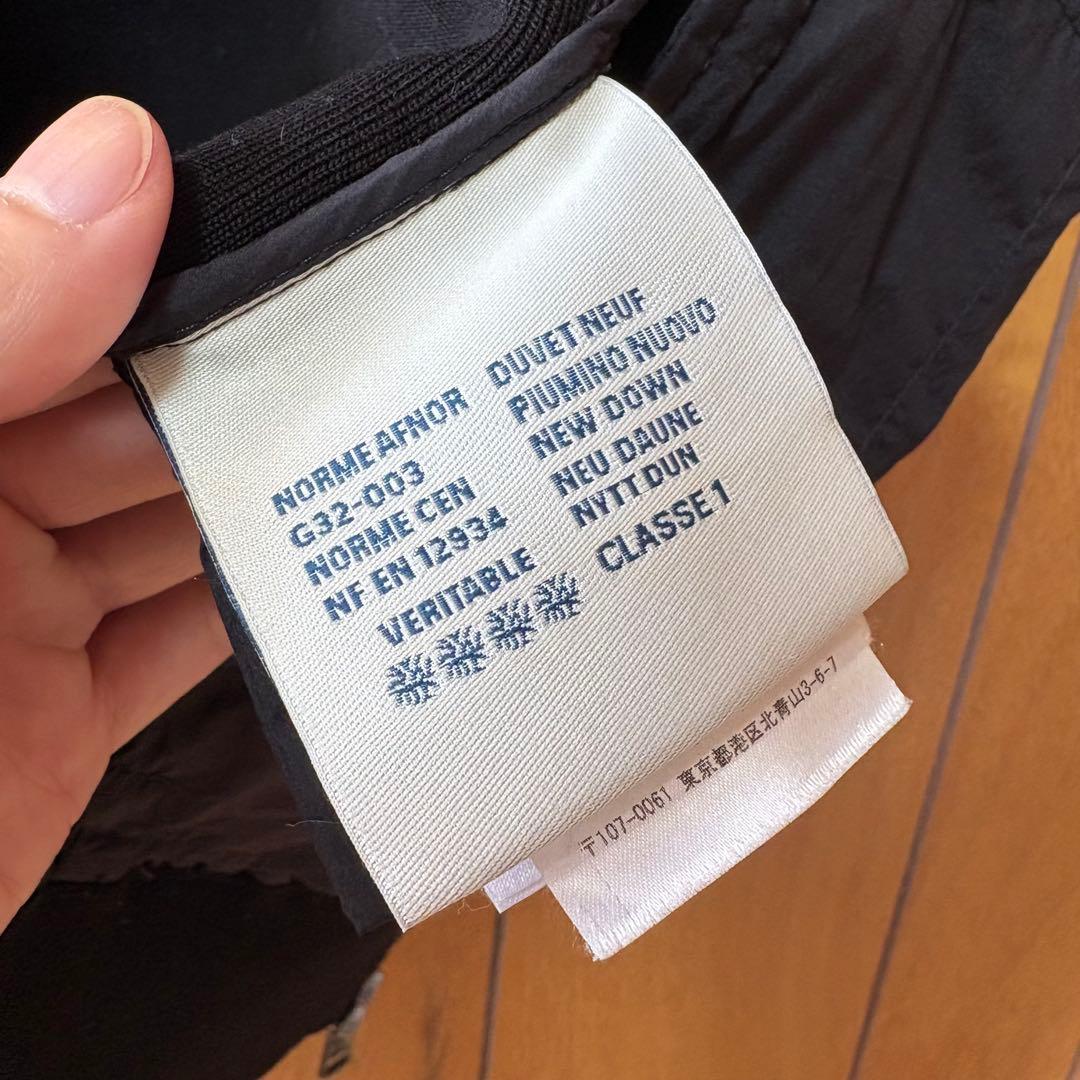 NORME AFNOR
G32-003
NORME CEN
NF EN 12934
VERITABLE
DUVET NEUF
PIUMINO NUOVO
NEW DOWN
NEU DAUNE
NYTT DUN
CLASSE 1
〒107-0061 東京都港区北青山3-6-7